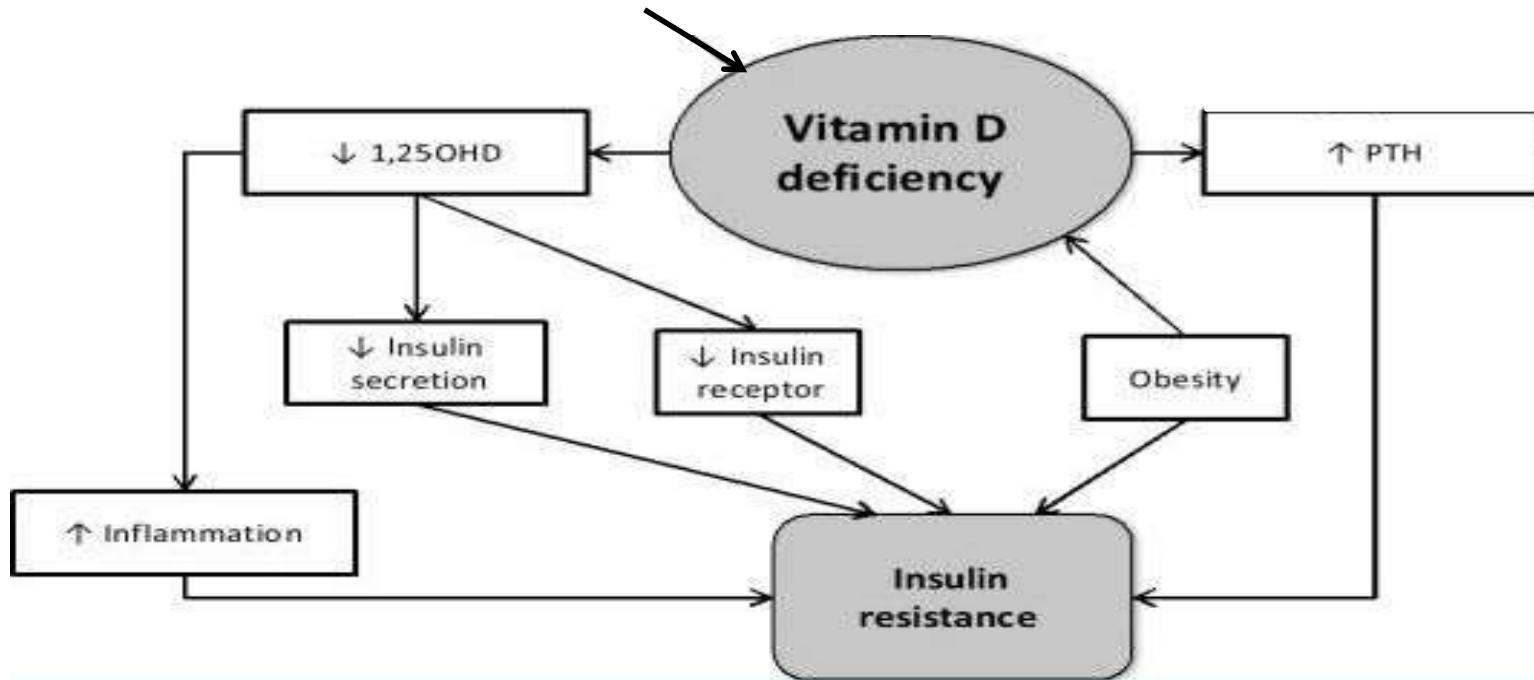 Vitamin D
deficiency
↓ 1,25OHD
↑ PTH
↓ Insulin
secretion
↓ Insulin
receptor
Obesity
↑ Inflammation
Insulin
resistance